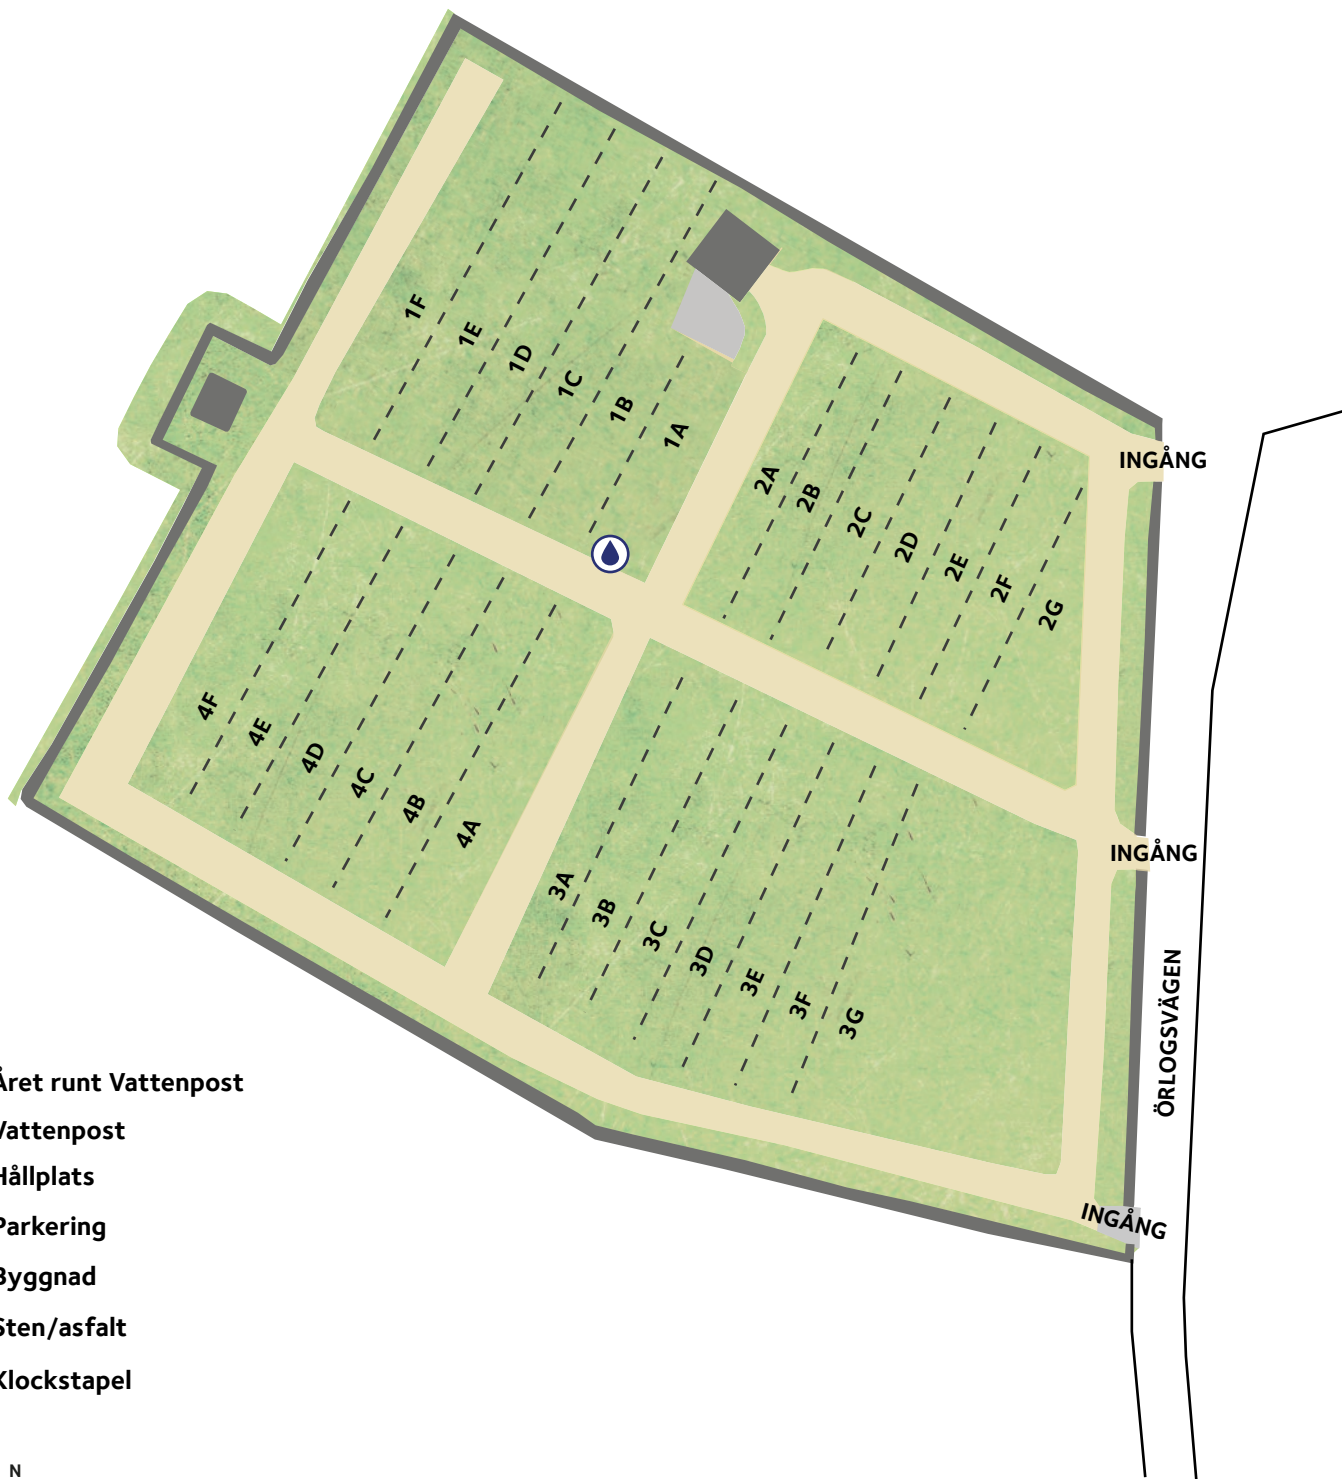 1F
1E
1D
1C
1B
1A
2A
2B
2C
2D
2E
2F
2G
INGÅNG
4F
4E
4D
4C
4B
4A
3A
3B
3C
3D
3E
3F
3G
INGÅNG
ÖRLOGSVÄGEN
INGÅNG
Året runt Vattenpost
Vattenpost
Hållplats
Parkering
Byggnad
Sten/asfalt
Klockstapel
N